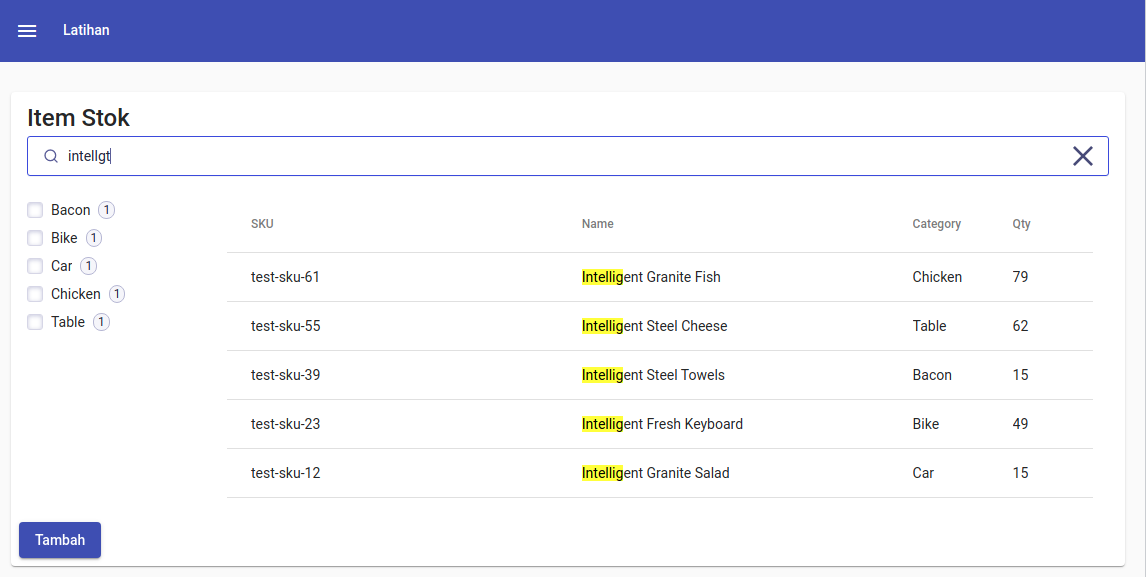 Latihan
Item Stok
intellgt
Bacon 1
Bike 1
Car 1
Chicken 1
Table 1
SKU Name Category Qty
test-sku-61 Intelligent Granite Fish Chicken 79
test-sku-55 Intelligent Steel Cheese Table 62
test-sku-39 Intelligent Steel Towels Bacon 15
test-sku-23 Intelligent Fresh Keyboard Bike 49
test-sku-12 Intelligent Granite Salad Car 15
Tambah